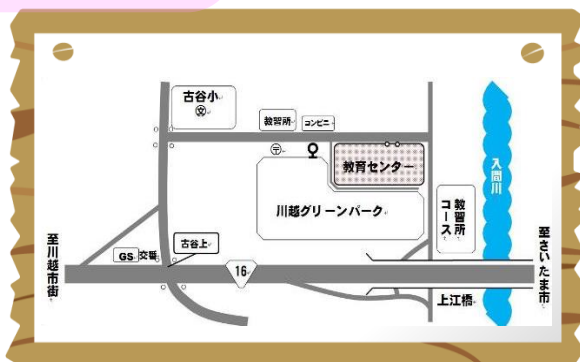 古谷小
文
教習所
コンビニ
〒
教育センター
入間川
川越グリーンパーク
教習所
コース
至川越市街
GS
交番
古谷上
16
至さいたま市
上江橋